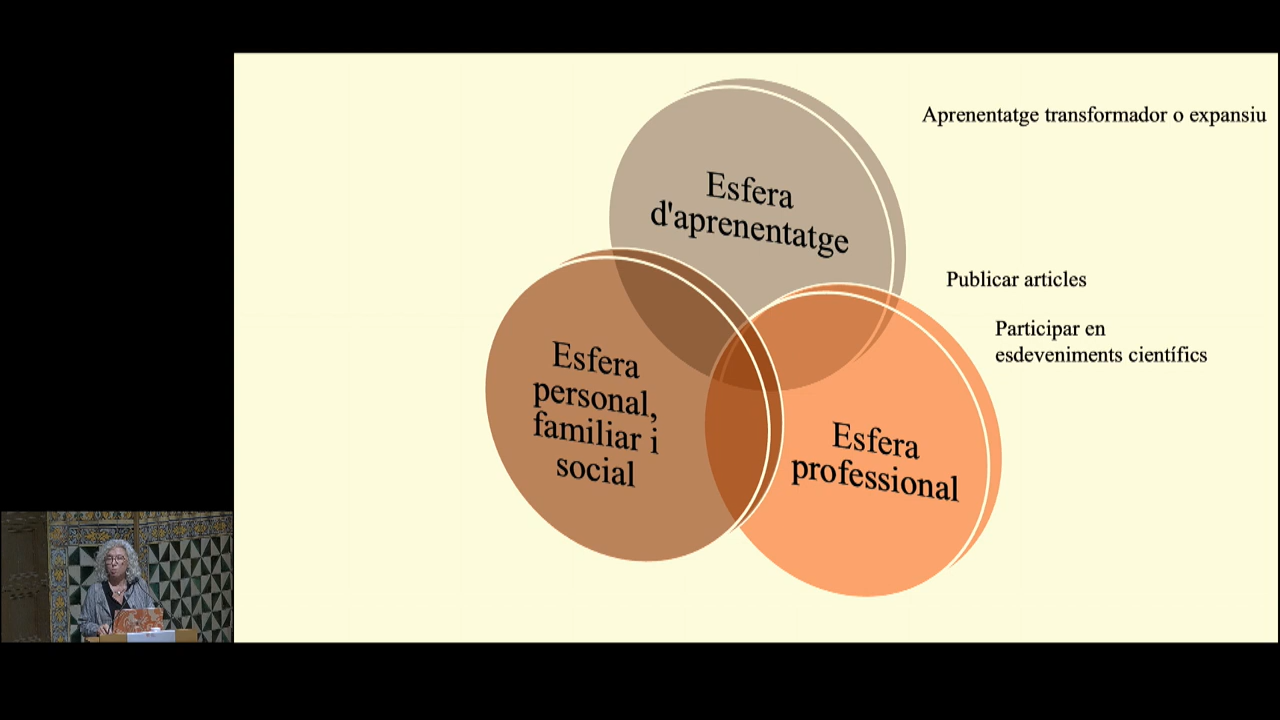 Aprenentatge transformador o expansiu
Esfera
d'aprenentatge
Publicar articles
Participar en
esdeveniments científics
Esfera
personal,
familiar i
social
Esfera
professional